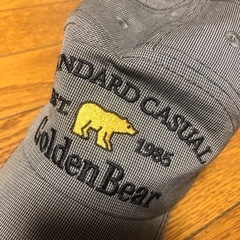 NDARD CASUAL
ST. 1985
Golden Bear